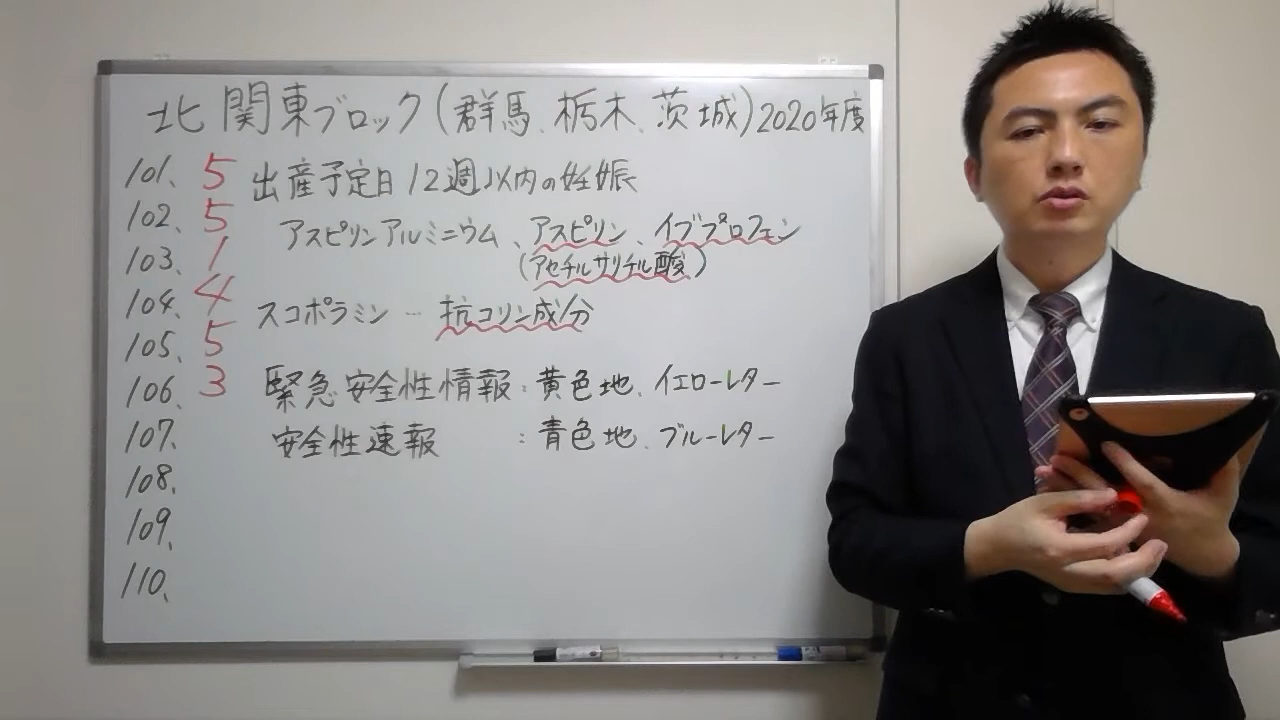 北関東ブロック(群馬、栃木、茨城)2020年度
101、5 出産予定日12週以内の妊娠
102、5 アスピリンアルミニウム、アスピリン、イブプロフェン
103、1 (アセチルサリチル酸)
104、4 スコポラミン…抗コリン成分
105、5
106、3 緊急安全性情報:黄色地、イエローレター
107、 安全性速報:青色地、ブルーレター
108、
109、
110、